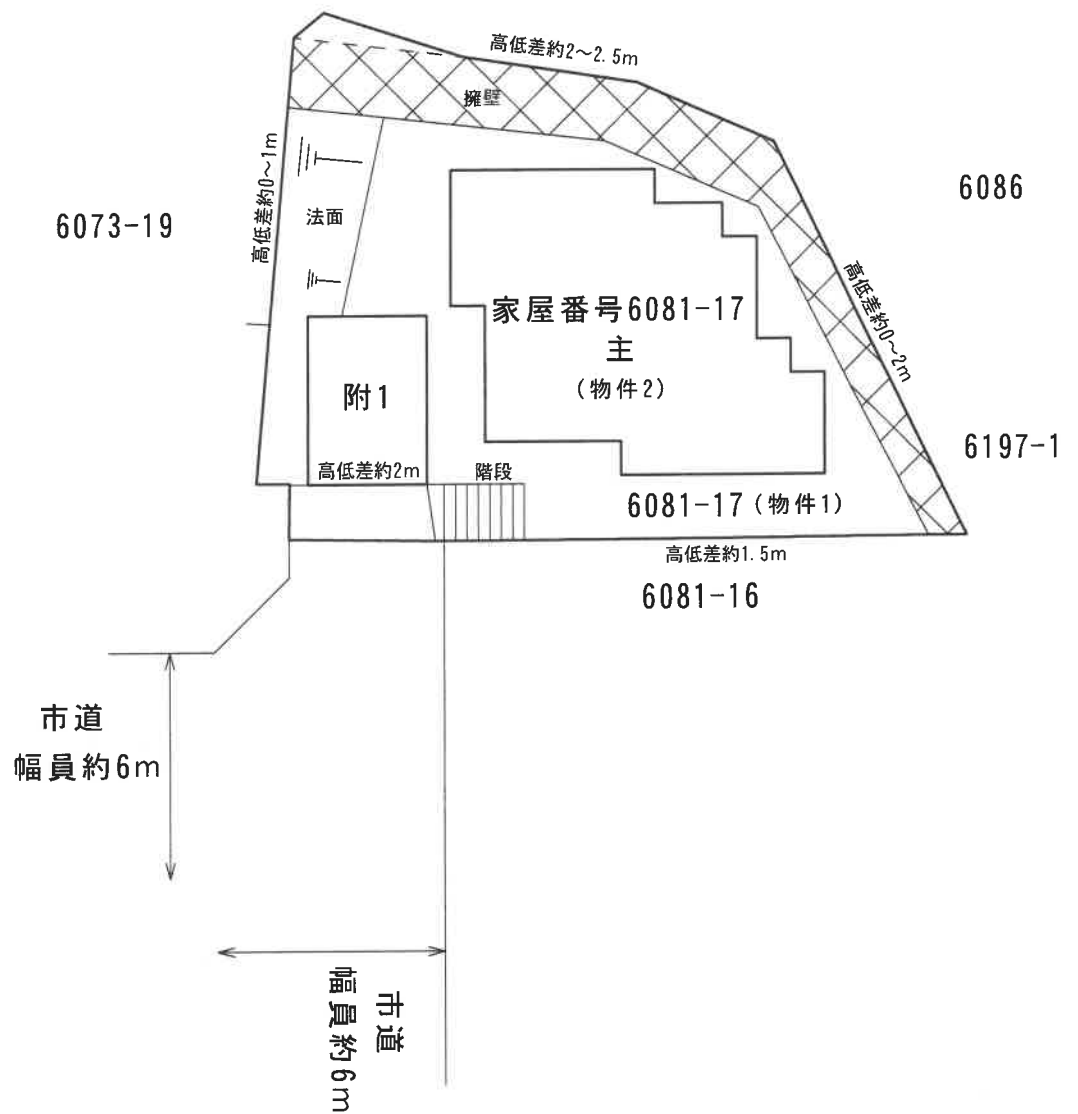 高低差約2~2.5m
擁壁
高低差約0~1m
6086
6073-19
法面
高低差約0~2m
家屋番号6081-17
主
(物件2)
附1
6197-1
高低差約2m
階段
6081-17(物件1)
高低差約1.5m
6081-16
市道
幅員約6m
市道
幅員約6m